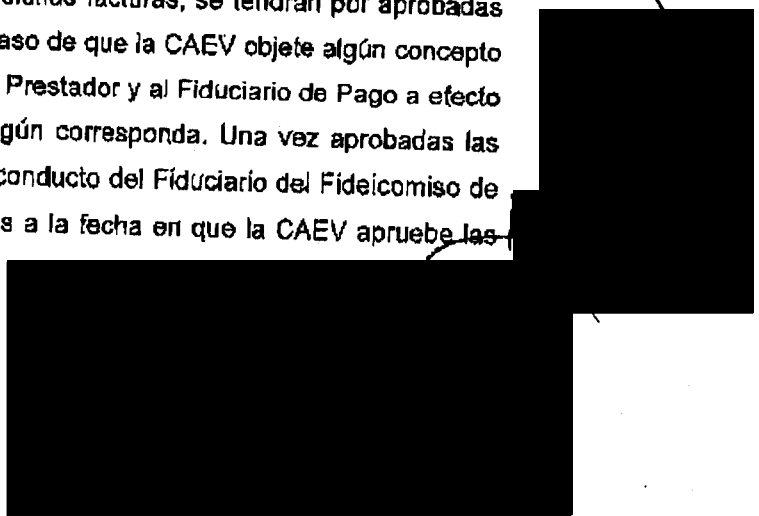 facturas, se tendrán por aprobadas
aso de que la CAEV objete algún concepto
Prestador y al Fiduciario de Pago a efecto
gún corresponda. Una vez aprobadas las
conducto del Fiduciario del Fideicomiso de
s a la fecha en que la CAEV apruebe las